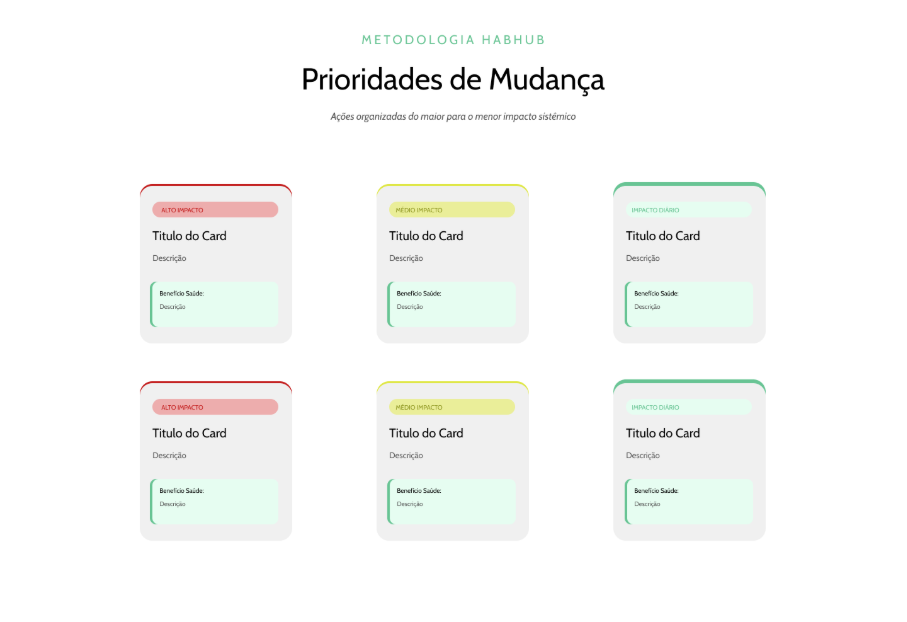 METODOLOGIA HABHUB
Prioridades de Mudança
Ações organizadas do maior para o menor impacto sistêmico
ALTO IMPACTO
Titulo do Card
Descrição
Benefício Saúde:
Descrição
MÉDIO IMPACTO
Titulo do Card
Descrição
Benefício Saúde:
Descrição
IMPACTO DIÁRIO
Titulo do Card
Descrição
Benefício Saúde:
Descrição
ALTO IMPACTO
Titulo do Card
Descrição
Benefício Saúde:
Descrição
MÉDIO IMPACTO
Titulo do Card
Descrição
Benefício Saúde:
Descrição
IMPACTO DIÁRIO
Titulo do Card
Descrição
Benefício Saúde:
Descrição